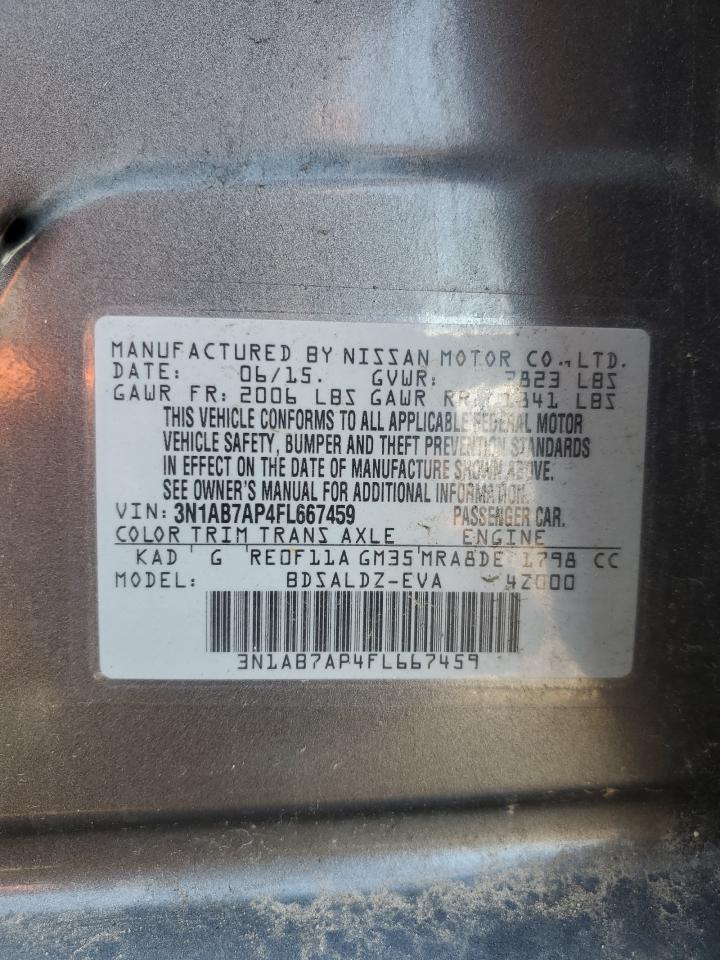 MANUFACTURED BY NISSAN MOTOR CO., LTD.
DATE: 06/15. GVWR: 3823 LBS
GAWR FR: 2006 LBS GAWR RR: 1841 LBS
THIS VEHICLE CONFORMS TO ALL APPLICABLE FEDERAL MOTOR
VEHICLE SAFETY, BUMPER AND THEFT PREVENTION STANDARDS
IN EFFECT ON THE DATE OF MANUFACTURE SHOWN ABOVE.
SEE OWNER'S MANUAL FOR ADDITIONAL INFORMATION.
VIN: 3N1AB7AP4FL667459 PASSENGER CAR.
COLOR TRIM TRANS AXLE ENGINE
KAD G RE0F11A GM35 MRA8DE 1798 CC
MODEL: BDSALDZ-EVA 4Z000
3N1AB7AP4FL667459